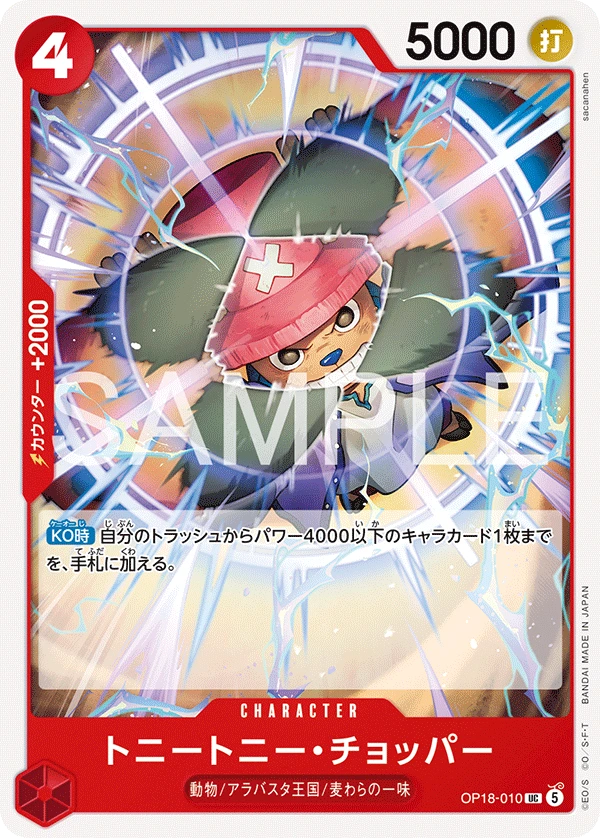 4
5000
打
sacanahen
カウンター +2000
SAMPLE
KO時 自分のトラッシュからパワー4000以下のキャラカード1枚まで
を、手札に加える。
CHARACTER
トニートニー・チョッパー
動物/アラバスタ王国/麦わらの一味
OP18-010 UC 5
©E.O/S ©O/S・F・T BANDAI MADE IN JAPAN